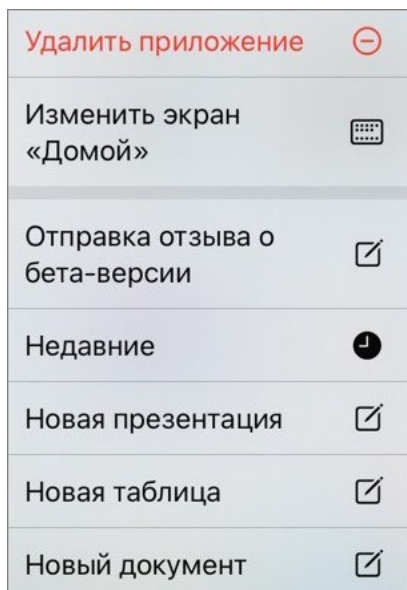 Удалить приложение
Изменить экран
«Домой»
Отправка отзыва о
бета-версии
Недавние
Новая презентация
Новая таблица
Новый документ